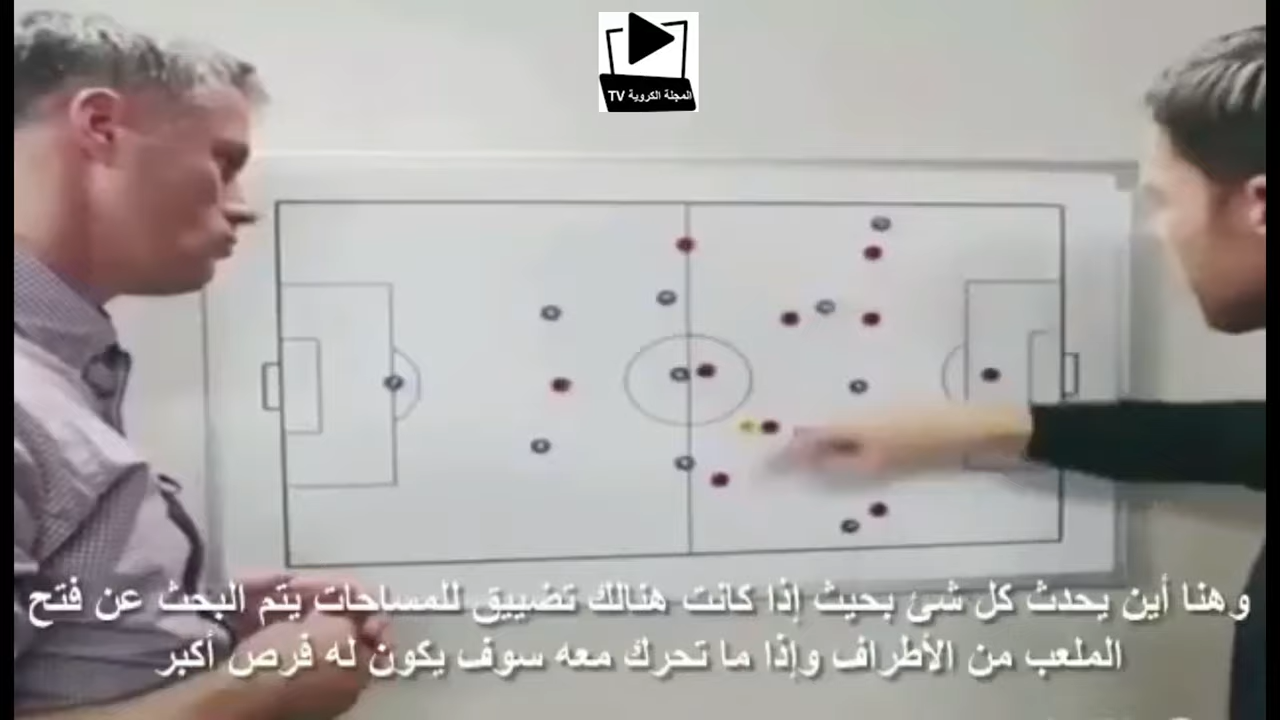 المجلة الكروية TV
وهنا أين يحدث كل شئ بحيث إذا كانت هنالك تضييق للمساحات يتم البحث عن فتح
الملعب من الأطراف وإذا ما تحرك معه سوف يكون له فرص أكبر